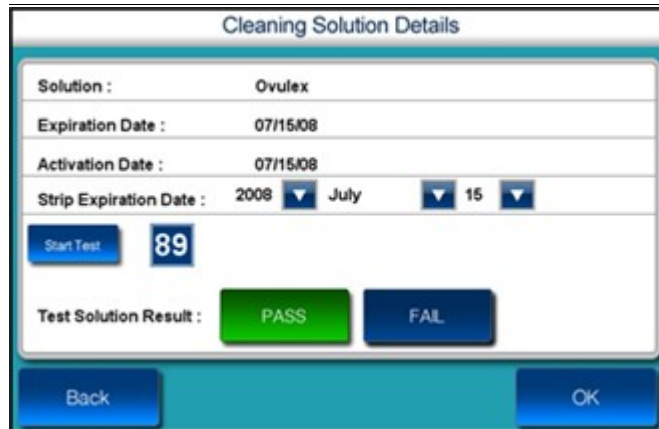 Cleaning Solution Details
Solution : Ovulex
Expiration Date : 07/15/08
Activation Date : 07/15/08
Strip Expiration Date : 2008 July 15
Start Test 89
Test Solution Result : PASS FAIL
Back OK